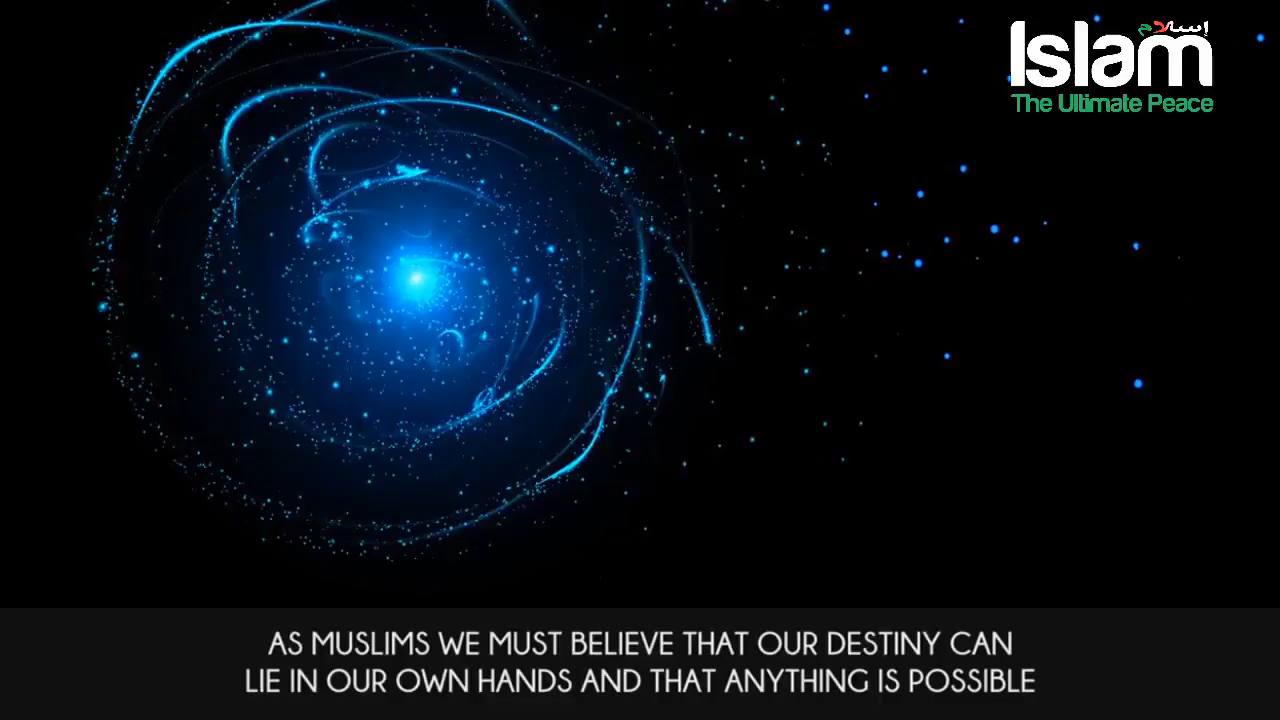 إسلام
Islam
The Ultimate Peace
AS MUSLIMS WE MUST BELIEVE THAT OUR DESTINY CAN
LIE IN OUR OWN HANDS AND THAT ANYTHING IS POSSIBLE